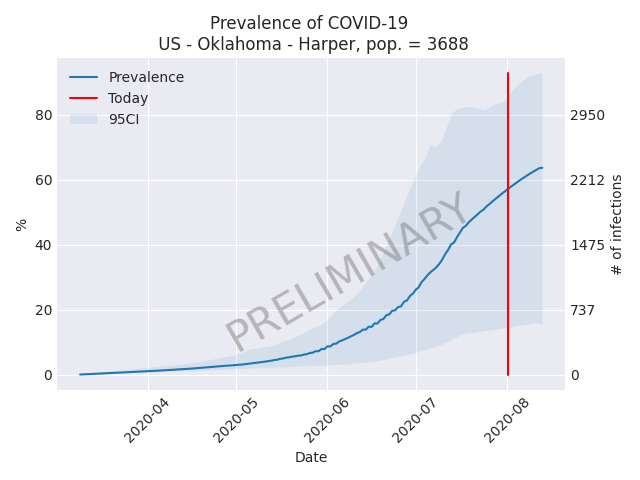 Prevalence of COVID-19
US - Oklahoma - Harper, pop. = 3688
Prevalence
Today
95CI
80
60
40
20
0
%
2950
2212
1475
737
0
# of infections
PRELIMINARY
2020-04
2020-05
2020-06
2020-07
2020-08
Date